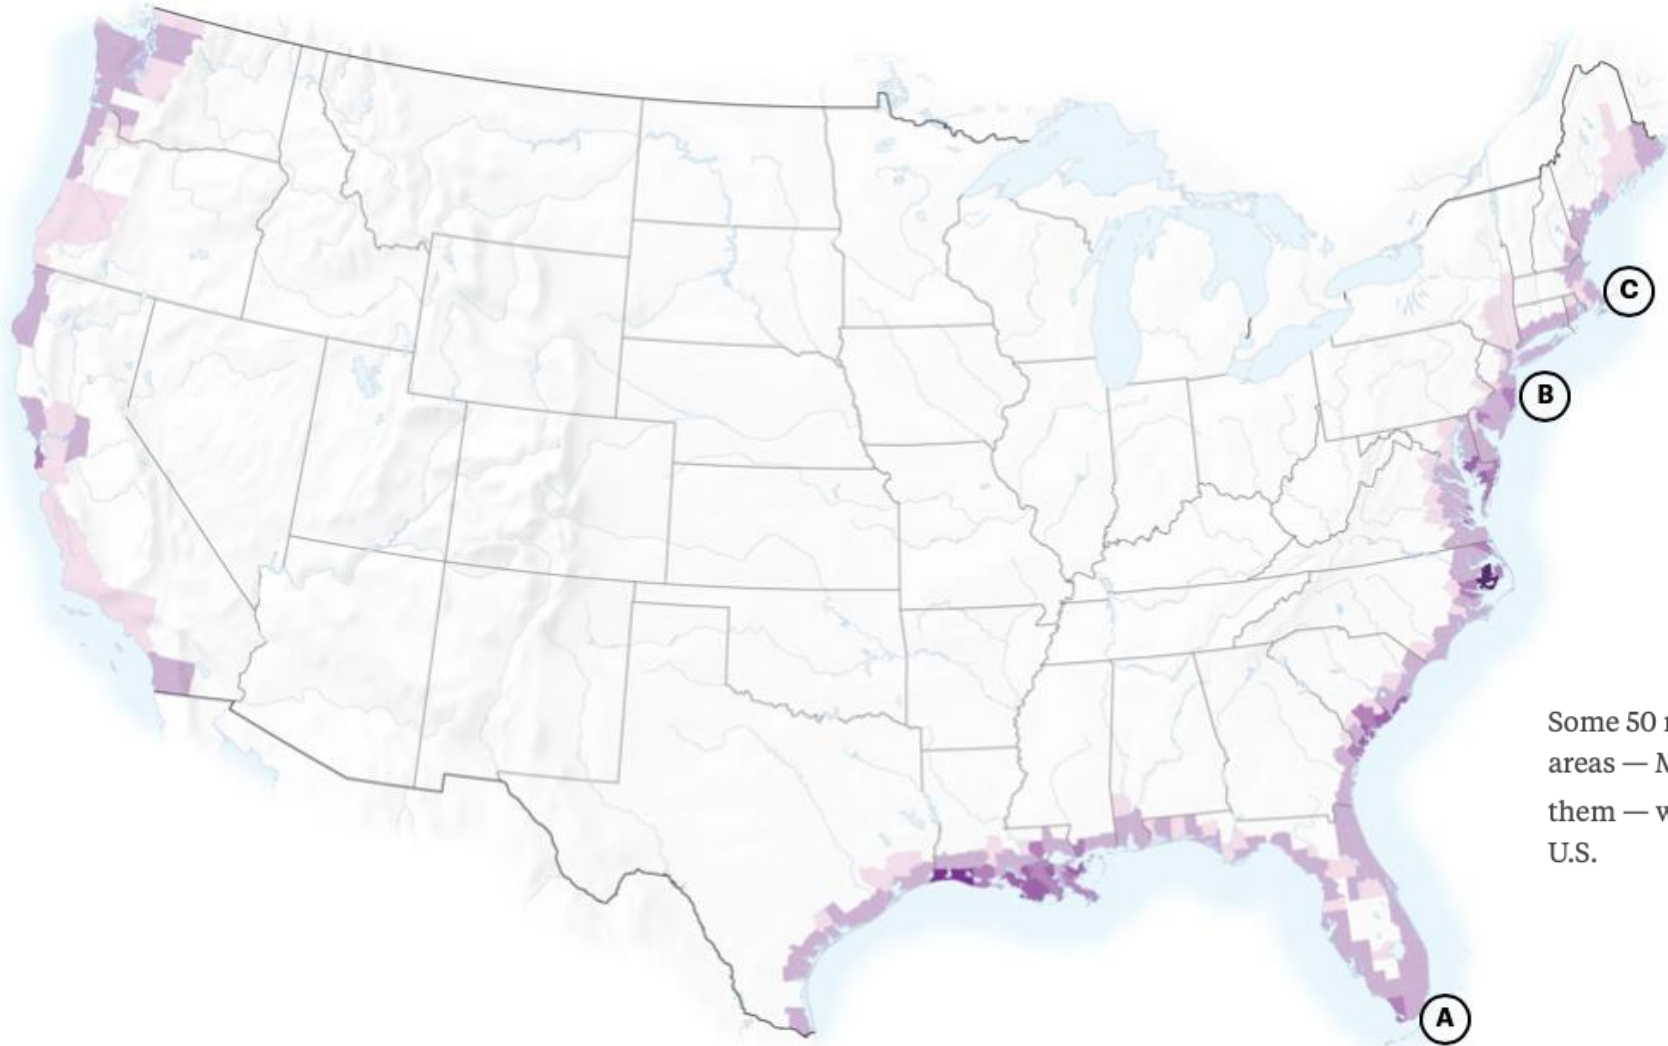 C
B
Some 50
areas —
them —
U.S.
A